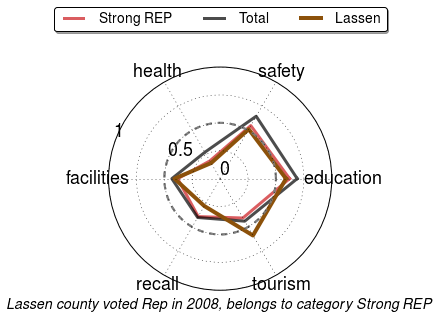 Strong REP Total Lassen
health safety
1
0.5
0
facilities education
recall tourism
Lassen county voted Rep in 2008, belongs to category Strong REP